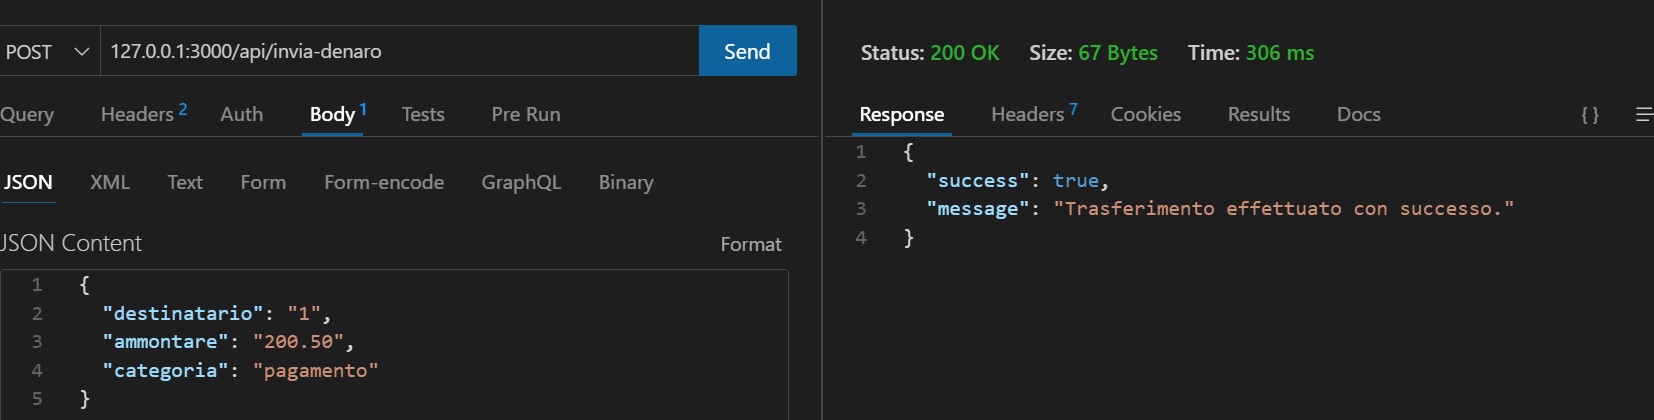 POST 127.0.0.1:3000/api/invia-denaro Send
Query Headers 2 Auth Body 1 Tests Pre Run
JSON XML Text Form Form-encode GraphQL Binary
JSON Content Format
1 {
2 "destinatario": "1",
3 "ammontare": "200.50",
4 "categoria": "pagamento"
5 }
Status: 200 OK Size: 67 Bytes Time: 306 ms
Response Headers 7 Cookies Results Docs { }
1 {
2 "success": true,
3 "message": "Trasferimento effettuato con successo."
4 }